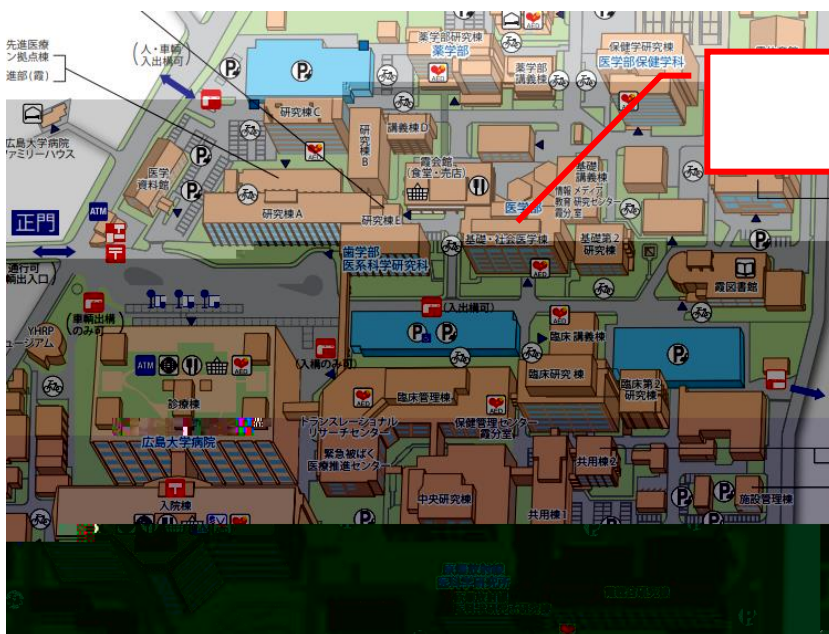 先進医療
ン拠点棟
進部(霞)
(人・車輌
入出構可)
薬学部研究棟
薬学部
薬学部
講義棟
保健学研究棟
医学部保健学科
研究棟C
研究棟B
講義棟D
霞会館
(食堂・売店)
基礎
講義棟
情報メディア
教育研究センター
霞分室
広島大学病院
ファミリーハウス
医学
資料館
ATM
正門
研究棟A
研究棟E
医学部
基礎・社会医学棟
基礎第2
研究棟
歯学部
医系科学研究科
霞図書館
通行可
輌出入口
YHRP
ュージアム
(車輌出構
のみ可)
(入出構可)
(入構のみ可)
臨床講義棟
臨床研究棟
臨床第2
研究棟
ATM
診療棟
広島大学病院
臨床管理棟
トランスレーショナル
リサーチセンター
保健管理センター
霞分室
緊急被ばく
医療推進センター
共用棟2
入院棟
中央研究棟
共用棟1
施設管理棟